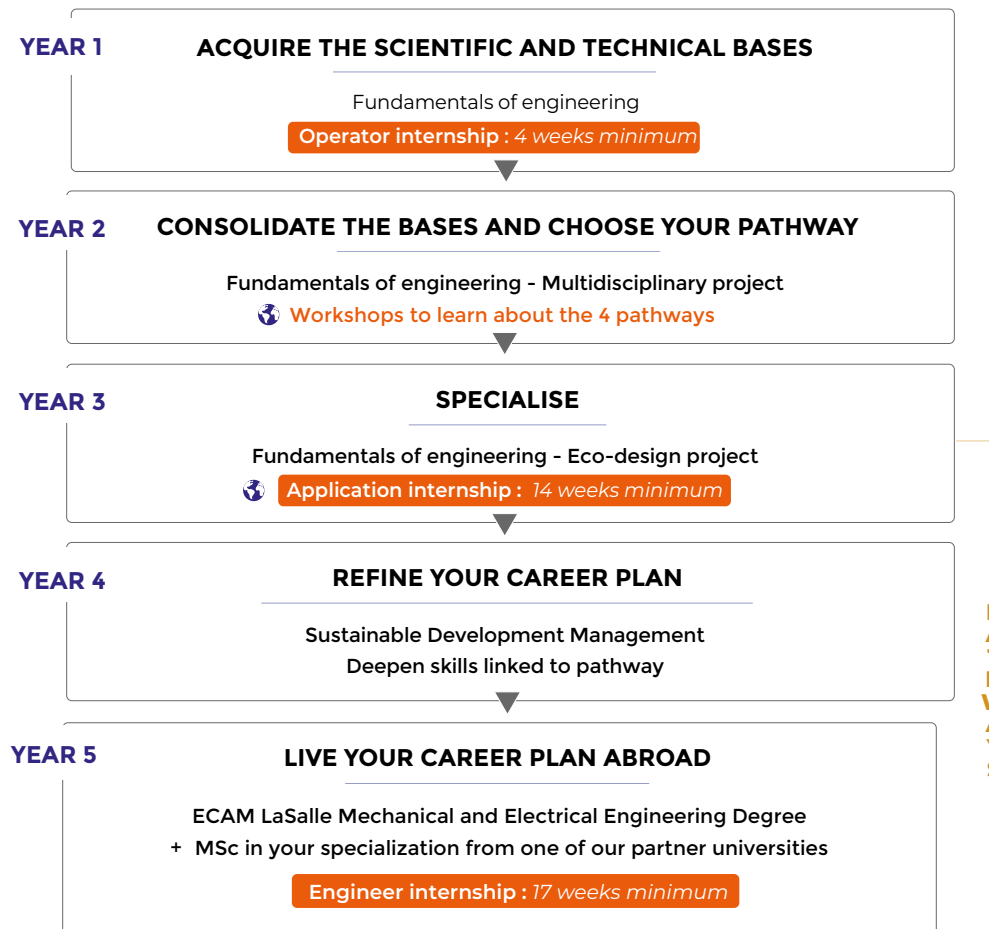 YEAR 1
ACQUIRE THE SCIENTIFIC AND TECHNICAL BASES
Fundamentals of engineering
Operator internship : 4 weeks minimum
YEAR 2
CONSOLIDATE THE BASES AND CHOOSE YOUR PATHWAY
Fundamentals of engineering - Multidisciplinary project
Workshops to learn about the 4 pathways
YEAR 3
SPECIALISE
Fundamentals of engineering - Eco-design project
Application internship : 14 weeks minimum
YEAR 4
REFINE YOUR CAREER PLAN
Sustainable Development Management
Deepen skills linked to pathway
YEAR 5
LIVE YOUR CAREER PLAN ABROAD
ECAM LaSalle Mechanical and Electrical Engineering Degree
+ MSc in your specialization from one of our partner universities
Engineer internship : 17 weeks minimum